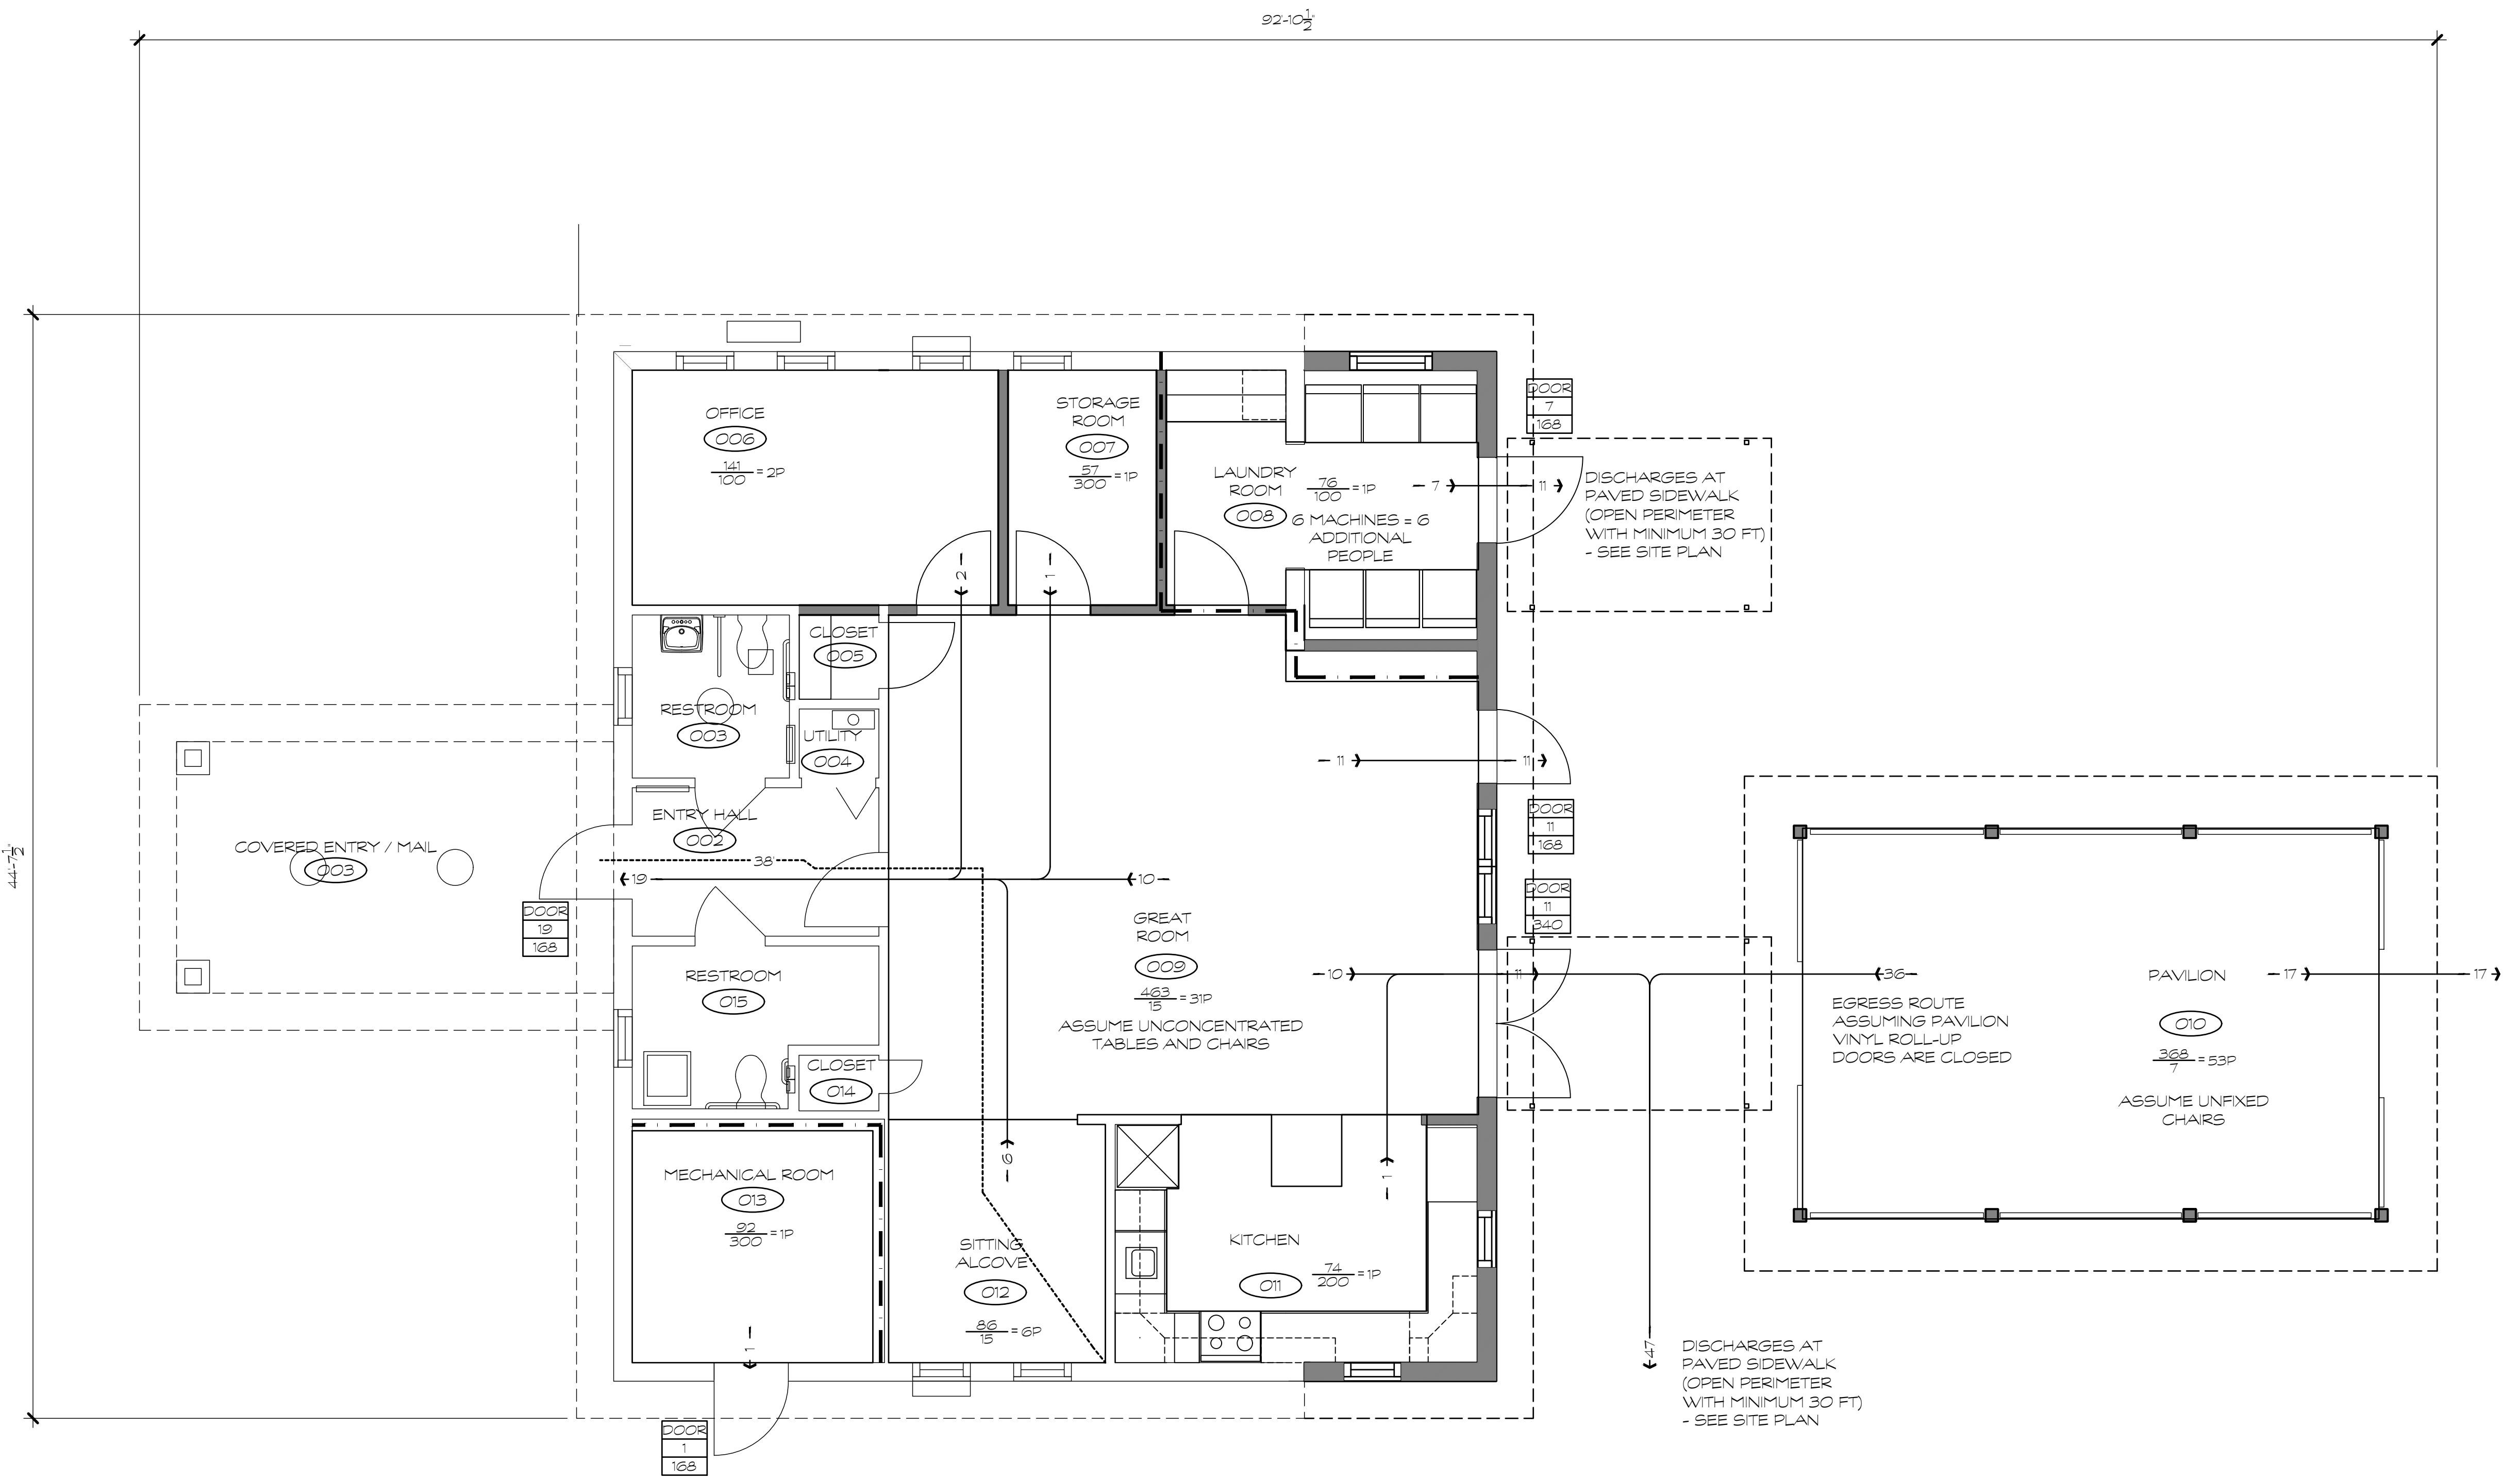 92'-10 1/2"
44'-7 1/2"
OFFICE
006
141
100
= 2P
STORAGE
ROOM
007
57
300
= 1P
LAUNDRY
ROOM
008
76
100
= 1P
6 MACHINES = 6
ADDITIONAL
PEOPLE
7
11
DOOR
7
168
DISCHARGES AT
PAVED SIDEWALK
(OPEN PERIMETER
WITH MINIMUM 30 FT)
- SEE SITE PLAN
2
1
CLOSET
005
RESTROOM
003
UTILITY
004
ENTRY HALL
002
COVERED ENTRY / MAIL
003
38'
19
10
DOOR
19
168
11
11
DOOR
11
168
DOOR
11
340
GREAT
ROOM
009
463
15
= 31P
ASSUME UNCONCENTRATED
TABLES AND CHAIRS
10
11
36
PAVILION
17
17
EGRESS ROUTE
ASSUMING PAVILION
VINYL ROLL-UP
DOORS ARE CLOSED
010
368
7
= 53P
ASSUME UNFIXED
CHAIRS
RESTROOM
015
CLOSET
014
MECHANICAL ROOM
013
92
300
= 1P
1
6
1
SITTING
ALCOVE
012
86
15
= 6P
KITCHEN
011
74
200
= 1P
47
DISCHARGES AT
PAVED SIDEWALK
(OPEN PERIMETER
WITH MINIMUM 30 FT)
- SEE SITE PLAN
DOOR
1
168